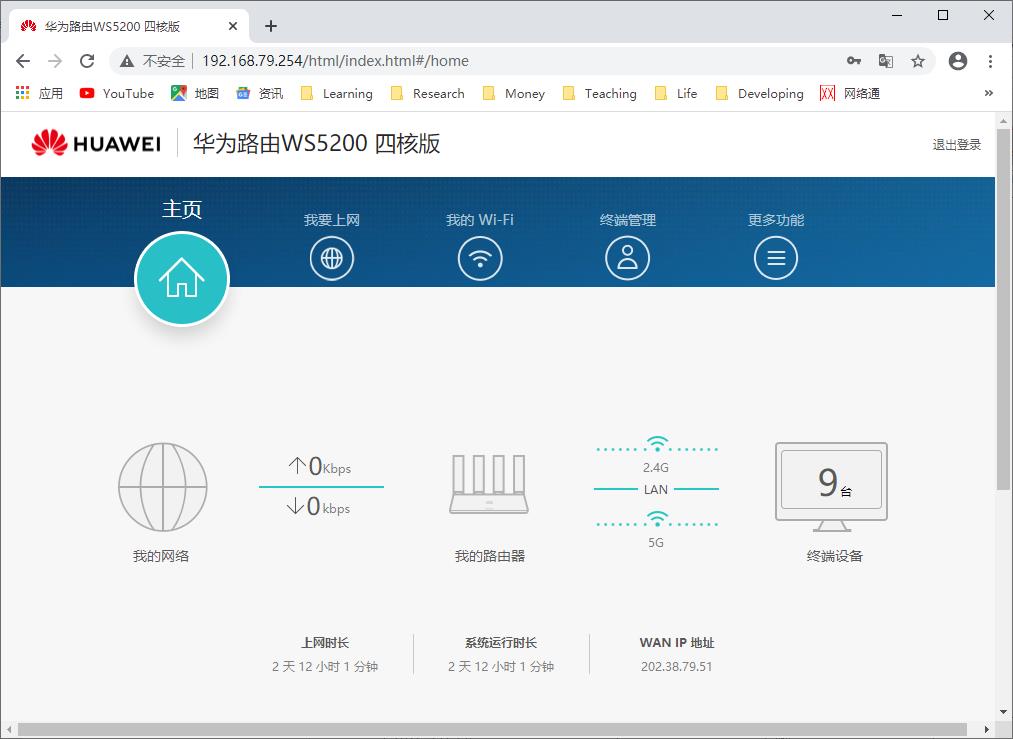 华为路由WS5200 四核版
不安全 192.168.79.254/html/index.html#/home
应用 YouTube 地图 资讯 Learning Research Money Teaching Life Developing 网络通 »
HUAWEI 华为路由WS5200 四核版
退出登录
主页 我要上网 我的 Wi-Fi 终端管理 更多功能
↑0Kbps
↓0kbps
2.4G
LAN
5G
9台
我的网络 我的路由器 终端设备
上网时长 系统运行时长 WAN IP 地址
2 天 12 小时 1 分钟 2 天 12 小时 1 分钟 202.38.79.51